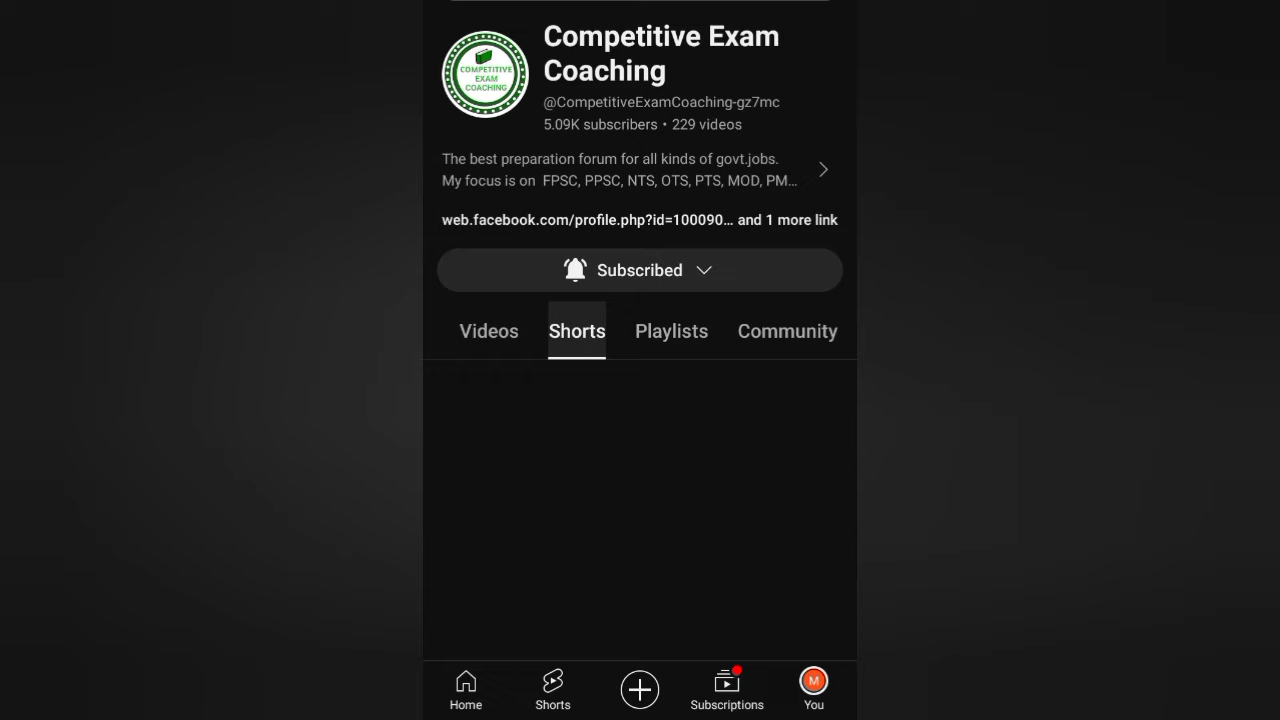 COMPETITIVE
EXAM
COACHING
Competitive Exam
Coaching
@CompetitiveExamCoaching-gz7mc
5.09K subscribers • 229 videos
The best preparation forum for all kinds of govt.jobs.
My focus is on  FPSC, PPSC, NTS, OTS, PTS, MOD, PM...
web.facebook.com/profile.php?id=100090... and 1 more link
Subscribed
Videos Shorts Playlists Community
Home Shorts Subscriptions M You